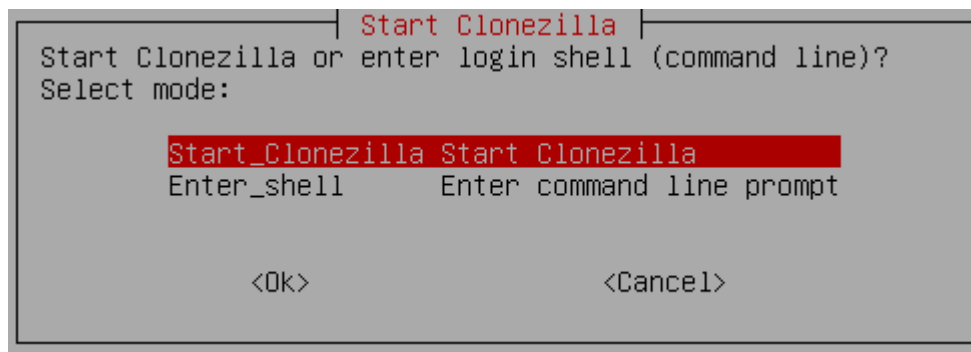 Start Clonezilla
Start Clonezilla or enter login shell (command line)?
Select mode:
Start_Clonezilla Start Clonezilla
Enter_shell Enter command line prompt
<Ok> <Cancel>